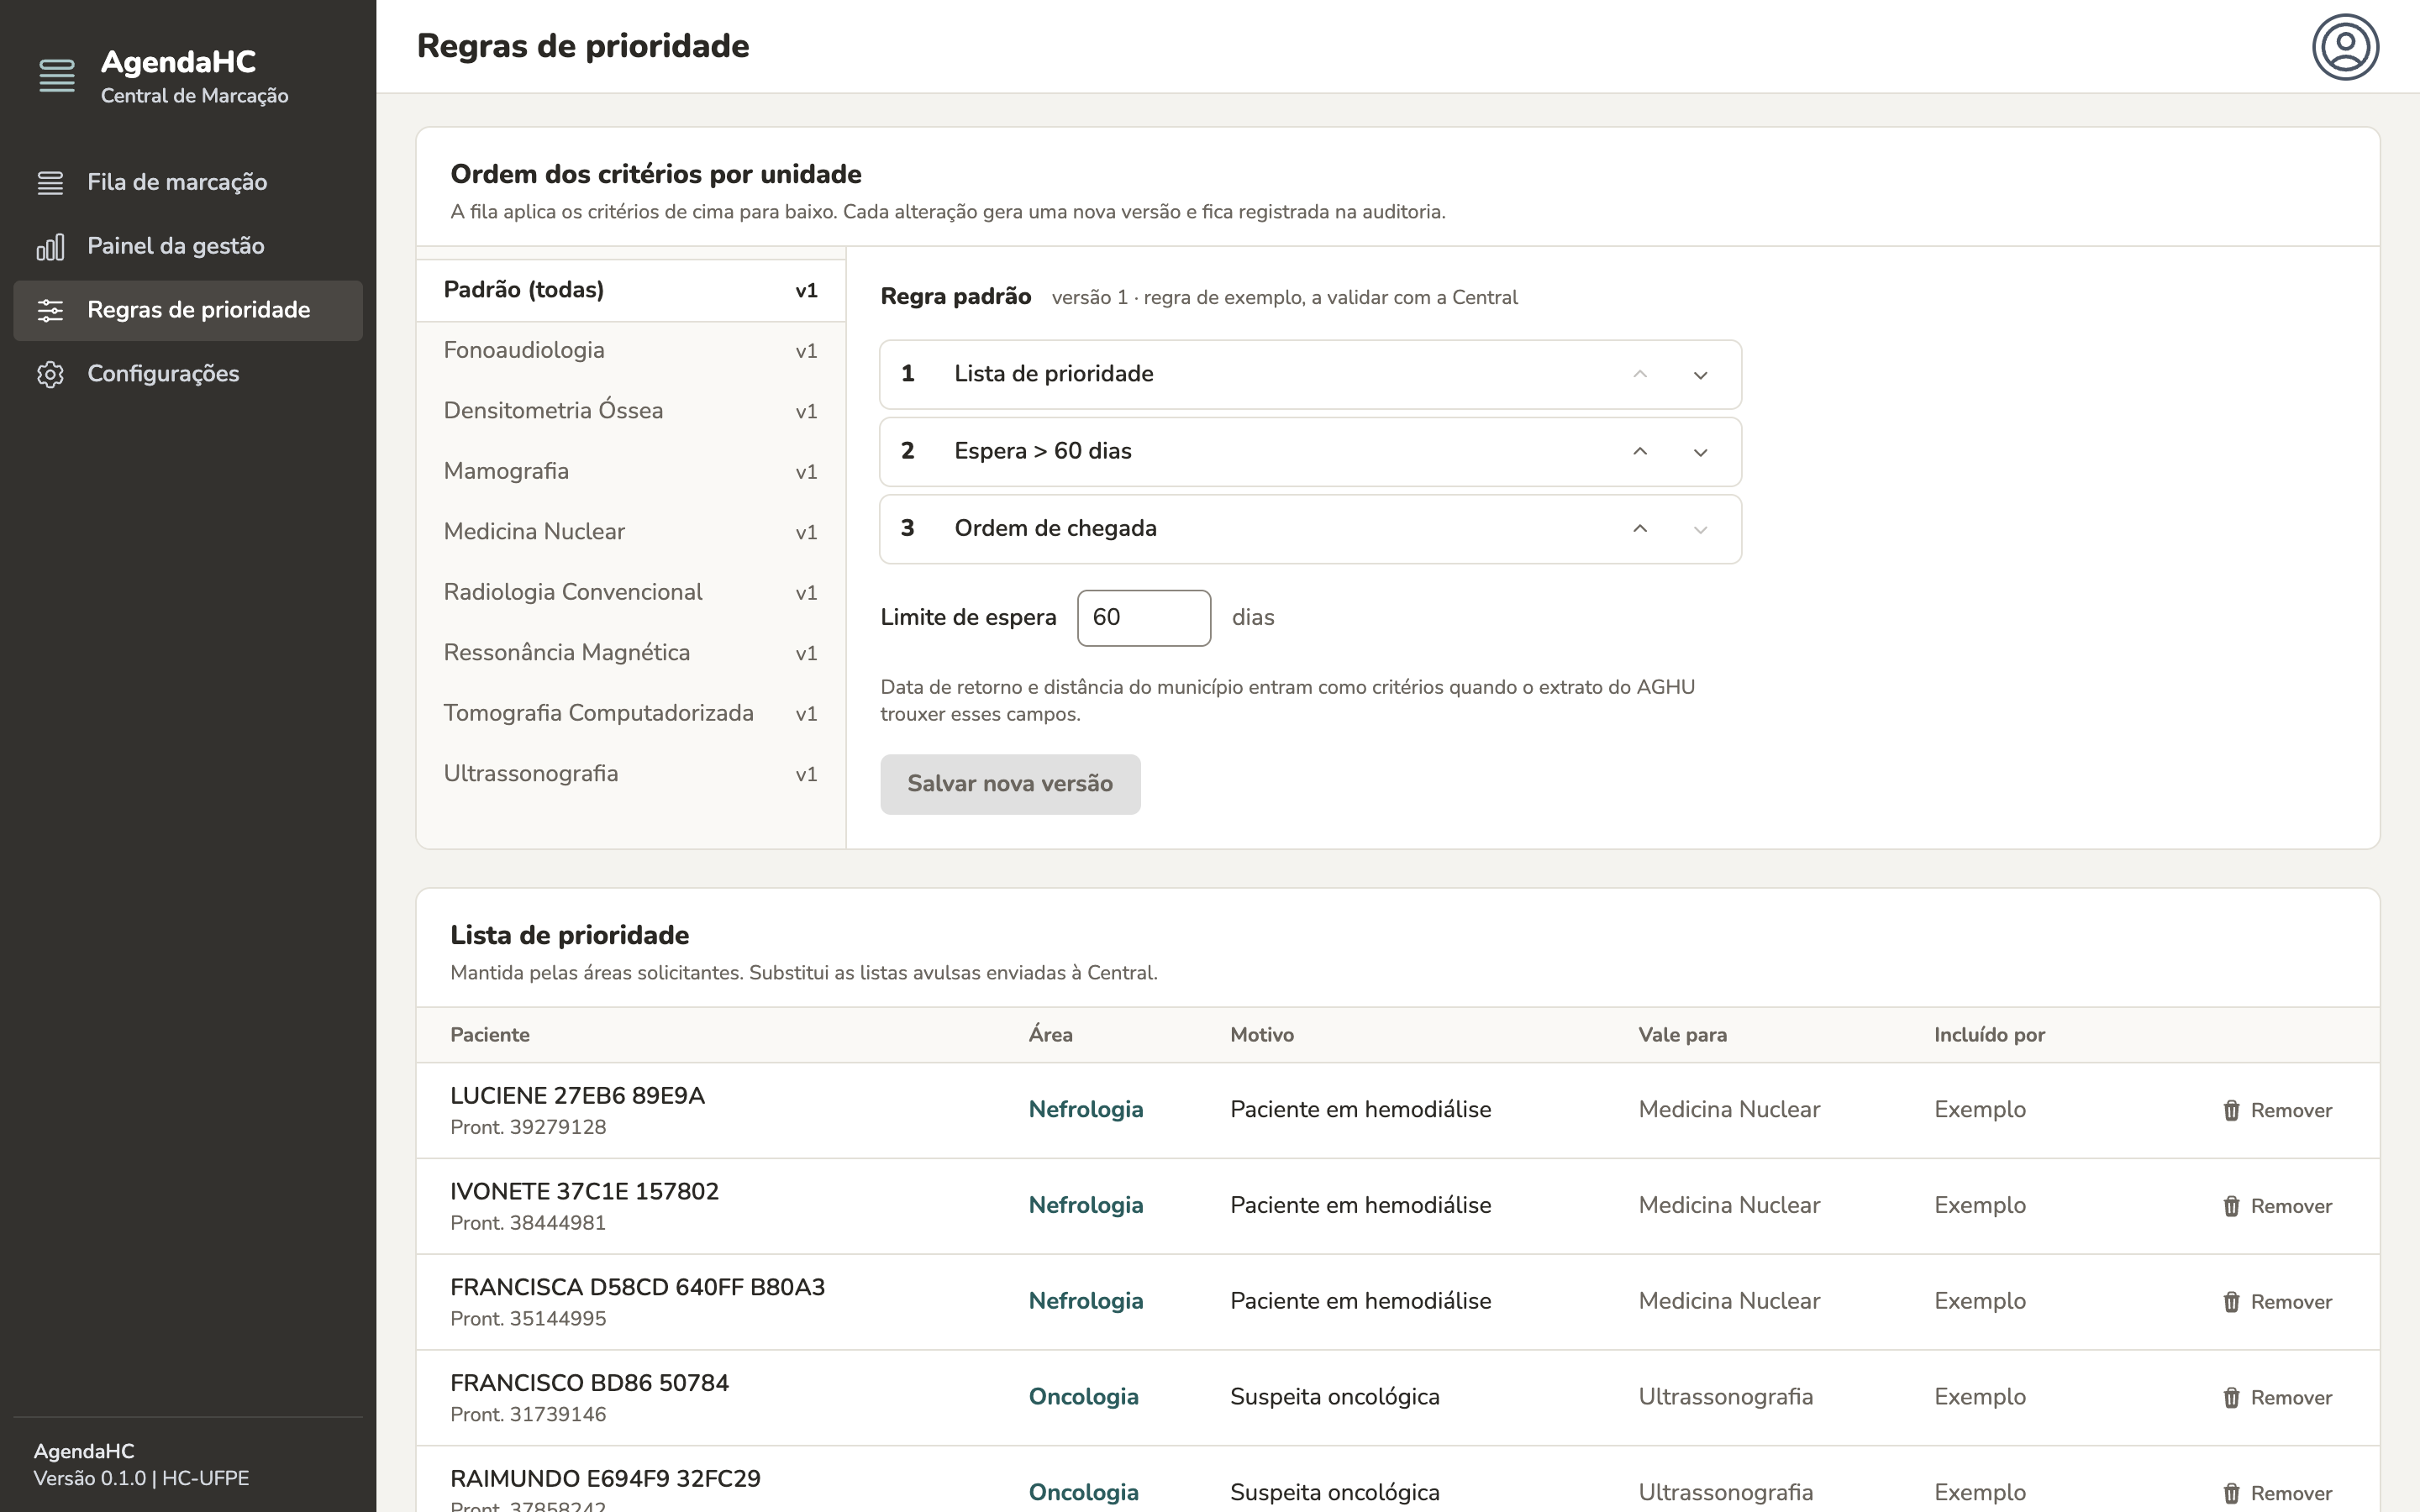 AgendaHC
Central de Marcação
Fila de marcação
Painel da gestão
Regras de prioridade
Configurações
AgendaHC
Versão 0.1.0 | HC-UFPE
Regras de prioridade
Ordem dos critérios por unidade
A fila aplica os critérios de cima para baixo. Cada alteração gera uma nova versão e fica registrada na auditoria.
Padrão (todas) v1
Fonoaudiologia v1
Densitometria Óssea v1
Mamografia v1
Medicina Nuclear v1
Radiologia Convencional v1
Ressonância Magnética v1
Tomografia Computadorizada v1
Ultrassonografia v1
Regra padrão versão 1 · regra de exemplo, a validar com a Central
1 Lista de prioridade
2 Espera > 60 dias
3 Ordem de chegada
Limite de espera 60 dias
Data de retorno e distância do município entram como critérios quando o extrato do AGHU
trouxer esses campos.
Salvar nova versão
Lista de prioridade
Mantida pelas áreas solicitantes. Substitui as listas avulsas enviadas à Central.
Paciente Área Motivo Vale para Incluído por
LUCIENE 27EB6 89E9A
Pront. 39279128
Nefrologia Paciente em hemodiálise Medicina Nuclear Exemplo Remover
IVONETE 37C1E 157802
Pront. 38444981
Nefrologia Paciente em hemodiálise Medicina Nuclear Exemplo Remover
FRANCISCA D58CD 640FF B80A3
Pront. 35144995
Nefrologia Paciente em hemodiálise Medicina Nuclear Exemplo Remover
FRANCISCO BD86 50784
Pront. 31739146
Oncologia Suspeita oncológica Ultrassonografia Exemplo Remover
RAIMUNDO E694F9 32FC29
Pront. 37858242
Oncologia Suspeita oncológica Ultrassonografia Exemplo Remover